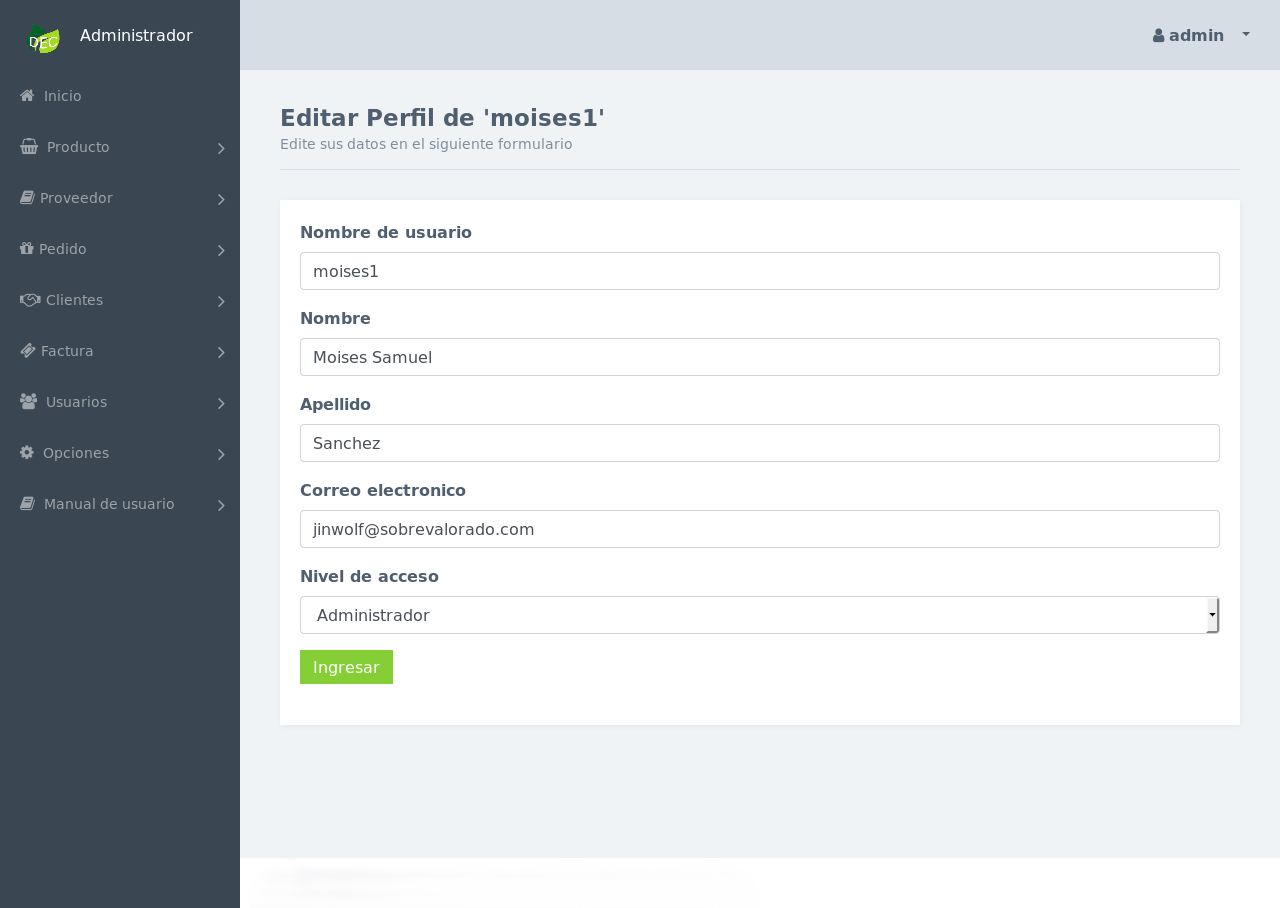 DEC
Administrador
admin
Inicio
Producto
Proveedor
Pedido
Clientes
Factura
Usuarios
Opciones
Manual de usuario
Editar Perfil de 'moises1'
Edite sus datos en el siguiente formulario
Nombre de usuario
moises1
Nombre
Moises Samuel
Apellido
Sanchez
Correo electronico
jinwolf@sobrevalorado.com
Nivel de acceso
Administrador
Ingresar